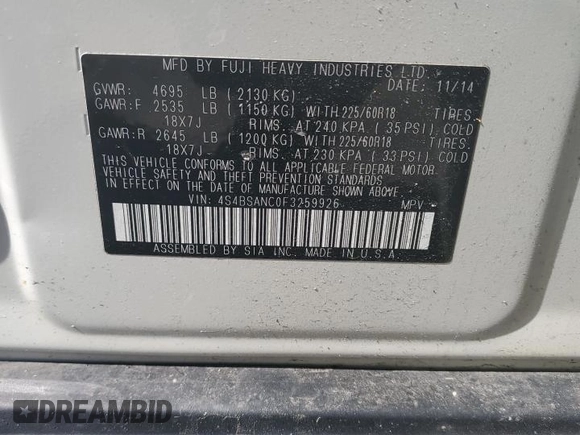 MFD BY FUJI HEAVY INDUSTRIES LTD.
DATE: 11/14
GVWR: 4695 LB ( 2130 KG)
GAWR:F 2535 LB ( 1150 KG) WITH 225/60R18 TIRES,
18X7J RIMS, AT 240 KPA ( 35 PSI) COLD
GAWR:R 2645 LB ( 1200 KG) WITH 225/60R18 TIRES,
18X7J RIMS, AT 230 KPA ( 33 PSI) COLD
THIS VEHICLE CONFORMS TO ALL APPLICABLE FEDERAL MOTOR
VEHICLE SAFETY AND THEFT PREVENTION STANDARDS
IN EFFECT ON THE DATE OF MANUFACTURE SHOWN ABOVE.
VIN: 4S4BSANC0F3259926 MPV
ASSEMBLED BY SIA INC. MADE IN U.S.A.
DREAMBID